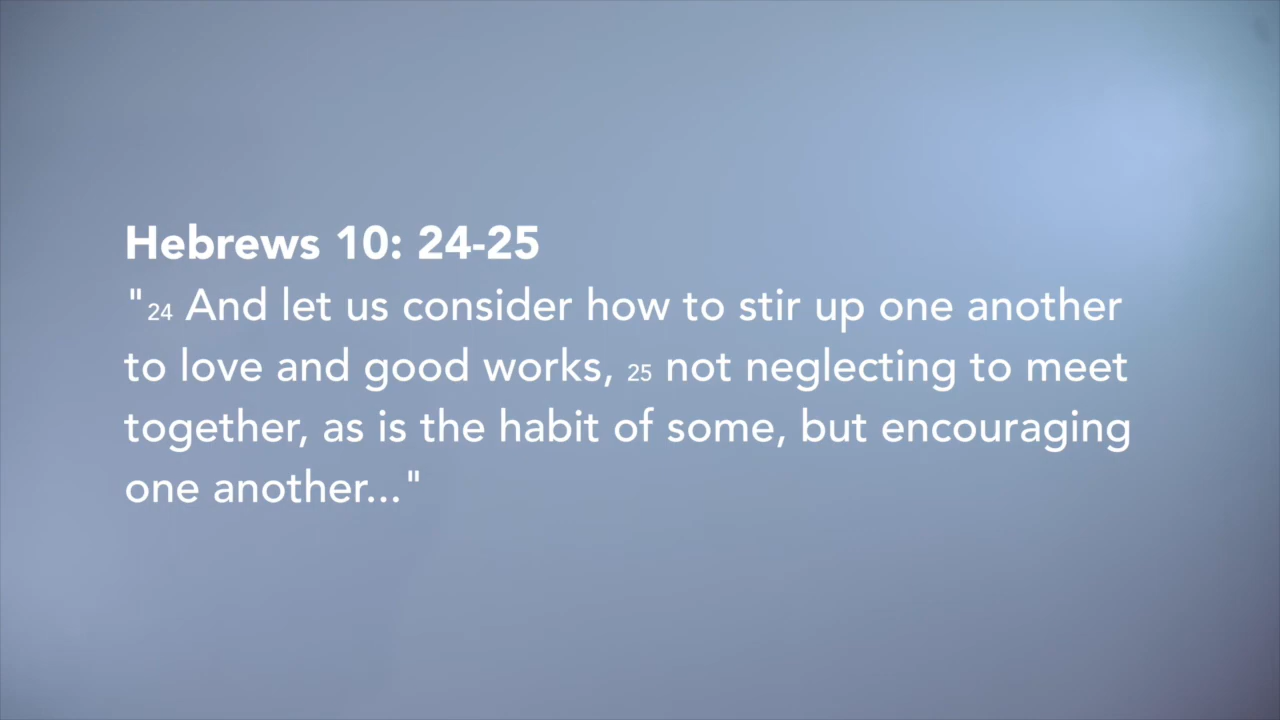 Hebrews 10: 24-25
"24 And let us consider how to stir up one another
to love and good works, 25 not neglecting to meet
together, as is the habit of some, but encouraging
one another..."